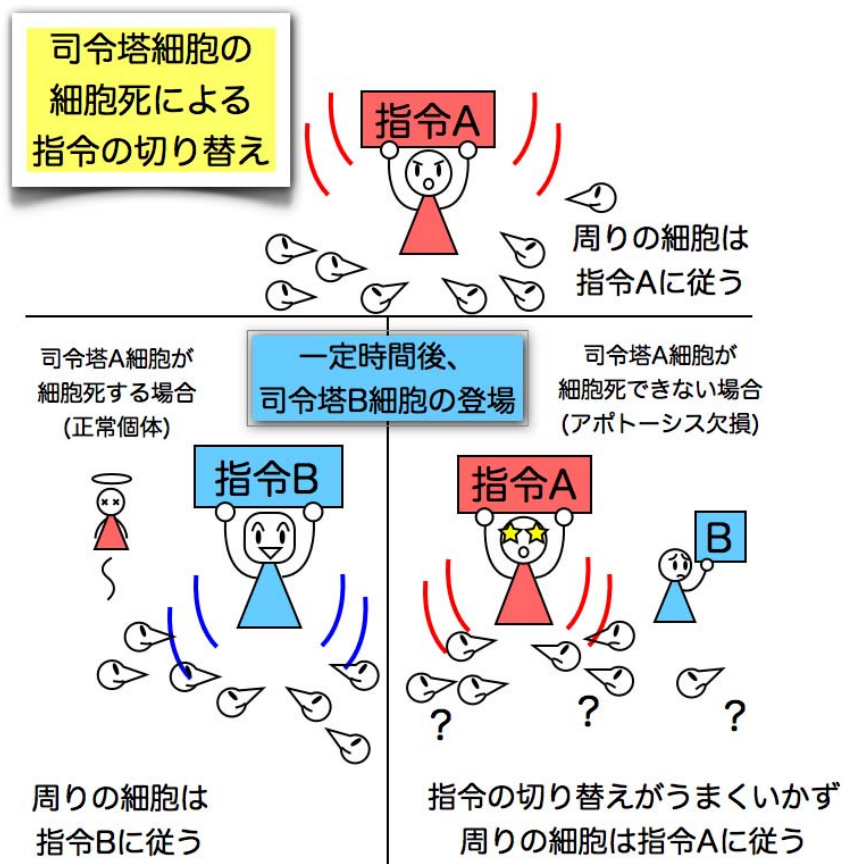 司令塔細胞の
細胞死による
指令の切り替え
指令A
周りの細胞は
指令Aに従う
一定時間後、
司令塔B細胞の登場
司令塔A細胞が
細胞死する場合
(正常個体)
指令B
周りの細胞は
指令Bに従う
司令塔A細胞が
細胞死できない場合
(アポトーシス欠損)
指令A
B
?
?
?
指令の切り替えがうまくいかず
周りの細胞は指令Aに従う